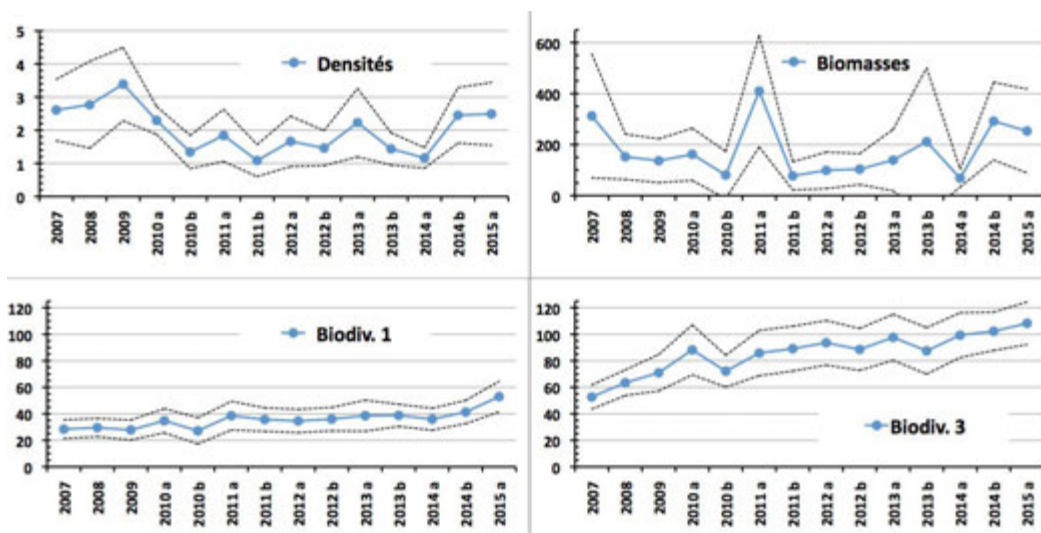 5
4
3
2
1
0
Densités
2007
2008
2009
2010 a
2010 b
2011 a
2011 b
2012 a
2012 b
2013 a
2013 b
2014 a
2014 b
2015 a
600
400
200
0
Biomasses
2007
2008
2009
2010 a
2010 b
2011 a
2011 b
2012 a
2012 b
2013 a
2013 b
2014 a
2014 b
2015 a
120
100
80
60
40
20
0
Biodiv. 1
2007
2008
2009
2010 a
2010 b
2011 a
2011 b
2012 a
2012 b
2013 a
2013 b
2014 a
2014 b
2015 a
120
100
80
60
40
20
0
Biodiv. 3
2007
2008
2009
2010 a
2010 b
2011 a
2011 b
2012 a
2012 b
2013 a
2013 b
2014 a
2014 b
2015 a